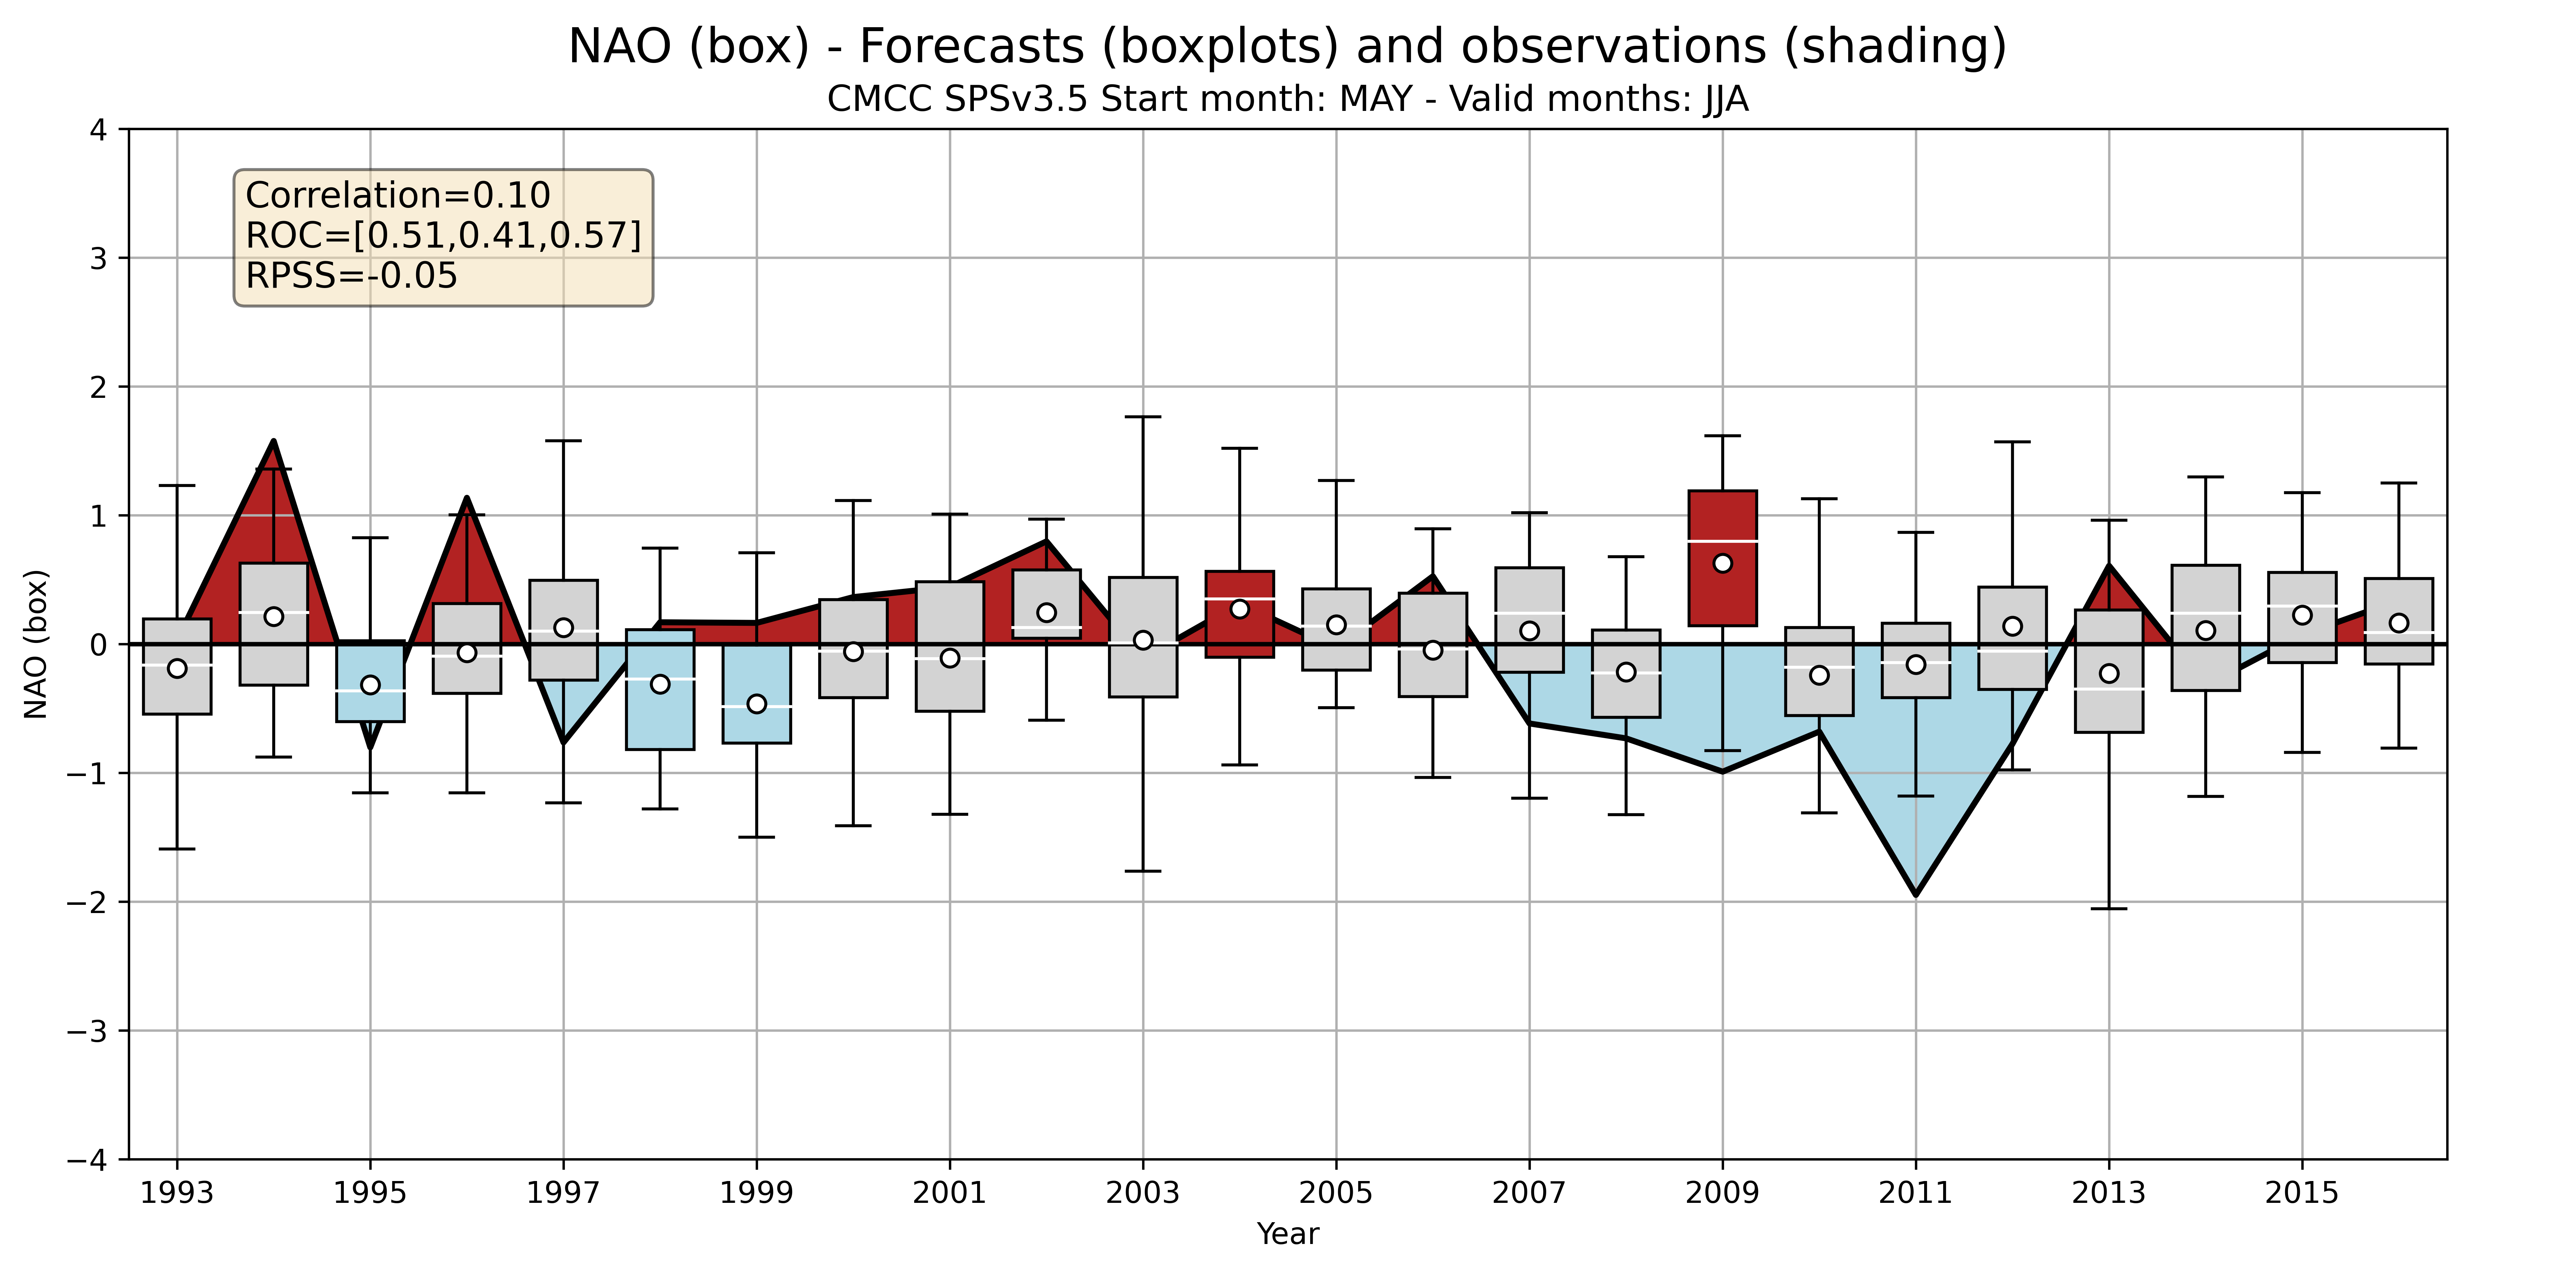 NAO (box) - Forecasts (boxplots) and observations (shading)
CMCC SPSv3.5 Start month: MAY - Valid months: JJA
Correlation=0.10
ROC=[0.51,0.41,0.57]
RPSS=-0.05
NAO (box)
4
3
2
1
0
−1
−2
−3
−4
1993 1995 1997 1999 2001 2003 2005 2007 2009 2011 2013 2015
Year